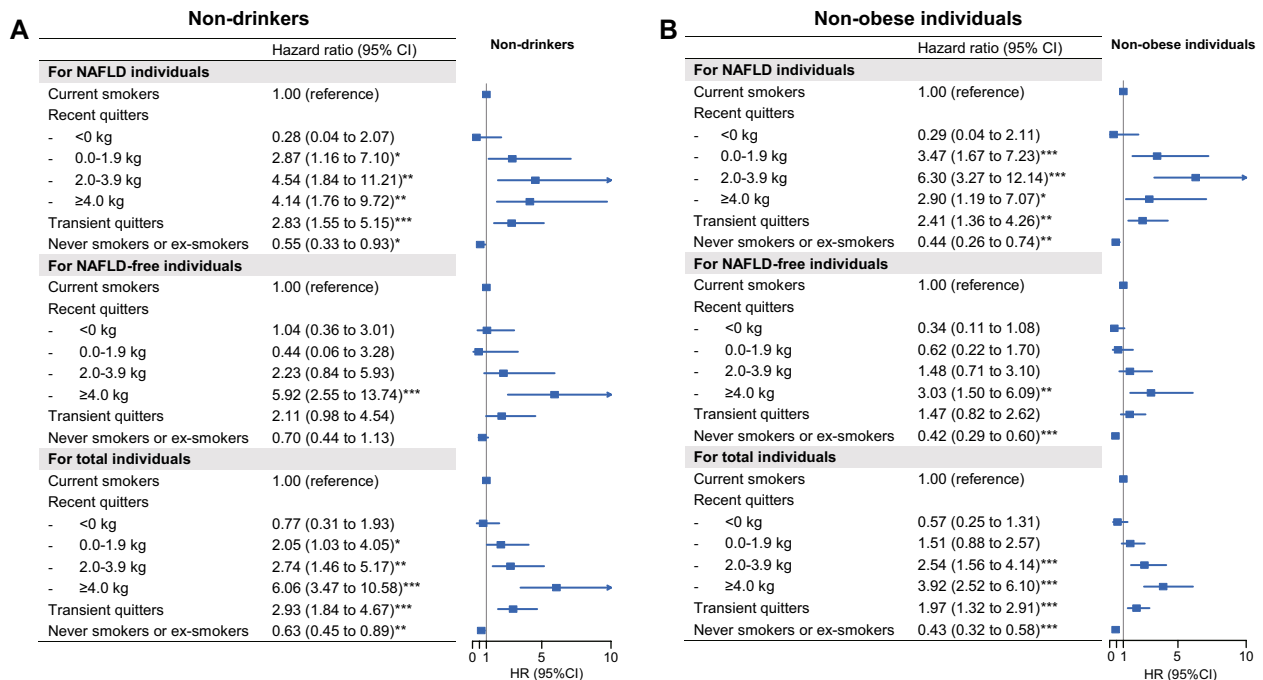 A
Non-drinkers
Hazard ratio (95% CI)
Non-drinkers
For NAFLD individuals
Current smokers 1.00 (reference)
Recent quitters
- <0 kg 0.28 (0.04 to 2.07)
- 0.0-1.9 kg 2.87 (1.16 to 7.10)*
- 2.0-3.9 kg 4.54 (1.84 to 11.21)**
- ≥4.0 kg 4.14 (1.76 to 9.72)**
Transient quitters 2.83 (1.55 to 5.15)***
Never smokers or ex-smokers 0.55 (0.33 to 0.93)*
For NAFLD-free individuals
Current smokers 1.00 (reference)
Recent quitters
- <0 kg 1.04 (0.36 to 3.01)
- 0.0-1.9 kg 0.44 (0.06 to 3.28)
- 2.0-3.9 kg 2.23 (0.84 to 5.93)
- ≥4.0 kg 5.92 (2.55 to 13.74)***
Transient quitters 2.11 (0.98 to 4.54)
Never smokers or ex-smokers 0.70 (0.44 to 1.13)
For total individuals
Current smokers 1.00 (reference)
Recent quitters
- <0 kg 0.77 (0.31 to 1.93)
- 0.0-1.9 kg 2.05 (1.03 to 4.05)*
- 2.0-3.9 kg 2.74 (1.46 to 5.17)**
- ≥4.0 kg 6.06 (3.47 to 10.58)***
Transient quitters 2.93 (1.84 to 4.67)***
Never smokers or ex-smokers 0.63 (0.45 to 0.89)**
0 1 5 10
HR (95%CI)
B
Non-obese individuals
Hazard ratio (95% CI)
Non-obese individuals
For NAFLD individuals
Current smokers 1.00 (reference)
Recent quitters
- <0 kg 0.29 (0.04 to 2.11)
- 0.0-1.9 kg 3.47 (1.67 to 7.23)***
- 2.0-3.9 kg 6.30 (3.27 to 12.14)***
- ≥4.0 kg 2.90 (1.19 to 7.07)*
Transient quitters 2.41 (1.36 to 4.26)**
Never smokers or ex-smokers 0.44 (0.26 to 0.74)**
For NAFLD-free individuals
Current smokers 1.00 (reference)
Recent quitters
- <0 kg 0.34 (0.11 to 1.08)
- 0.0-1.9 kg 0.62 (0.22 to 1.70)
- 2.0-3.9 kg 1.48 (0.71 to 3.10)
- ≥4.0 kg 3.03 (1.50 to 6.09)**
Transient quitters 1.47 (0.82 to 2.62)
Never smokers or ex-smokers 0.42 (0.29 to 0.60)***
For total individuals
Current smokers 1.00 (reference)
Recent quitters
- <0 kg 0.57 (0.25 to 1.31)
- 0.0-1.9 kg 1.51 (0.88 to 2.57)
- 2.0-3.9 kg 2.54 (1.56 to 4.14)***
- ≥4.0 kg 3.92 (2.52 to 6.10)***
Transient quitters 1.97 (1.32 to 2.91)***
Never smokers or ex-smokers 0.43 (0.32 to 0.58)***
0 1 5 10
HR (95%CI)